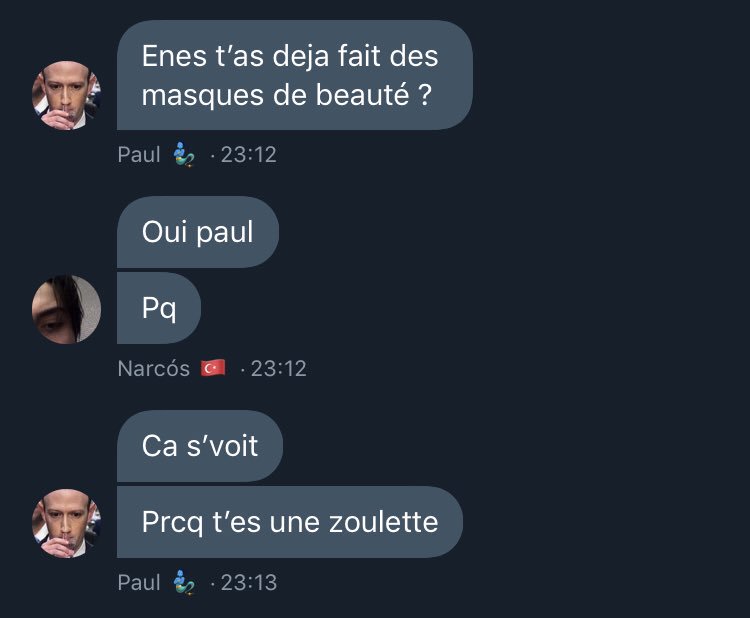 Enes t’as deja fait des
masques de beauté ?
Paul 🧞‍♂️ · 23:12
Oui paul
Pq
Narcós 🇹🇷 · 23:12
Ca s’voit
Prcq t’es une zoulette
Paul 🧞‍♂️ · 23:13